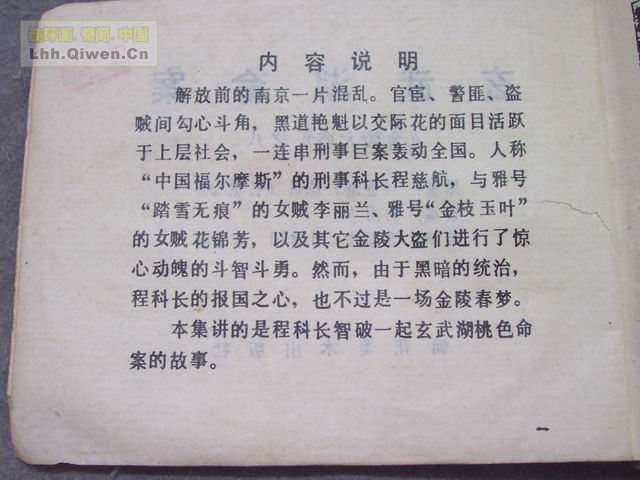 连环画·奇闻·中国
Lhh.Qiwen.Cn
内容说明
解放前的南京一片混乱。官宦、警匪、盗
贼间勾心斗角，黑道艳魁以交际花的面目活跃
于上层社会，一连串刑事巨案轰动全国。人称
“中国福尔摩斯”的刑事科长程慈航，与雅号
“踏雪无痕”的女贼李丽兰、雅号“金枝玉叶”
的女贼花锦芳，以及其它金陵大盗们进行了惊
心动魄的斗智斗勇。然而，由于黑暗的统治，
程科长的报国之心，也不过是一场金陵春梦。
本集讲的是程科长智破一起玄武湖桃色命
案的故事。